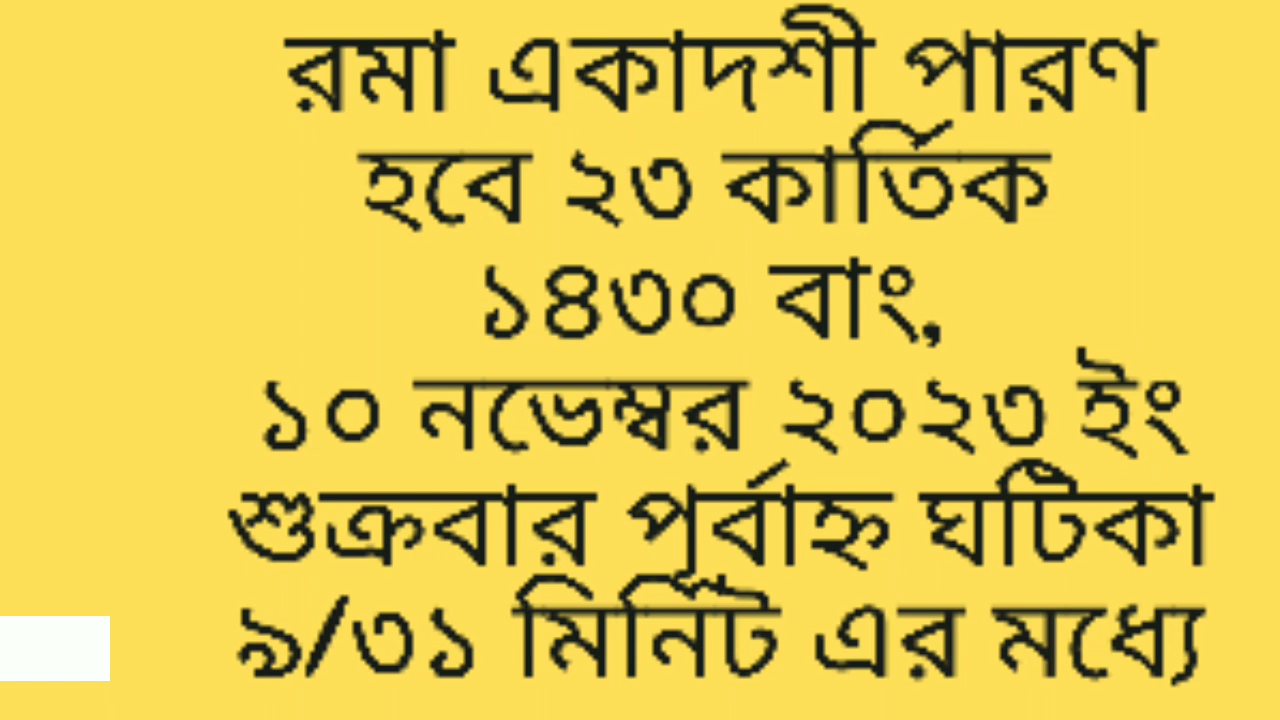 রমা একাদশী পারণ
হবে ২৩ কার্তিক
১৪৩০ বাং,
১০ নভেম্বর ২০২৩ ইং
শুক্রবার পূর্বাহ্ন ঘটিকা
৯/৩১ মিনিট এর মধ্যে